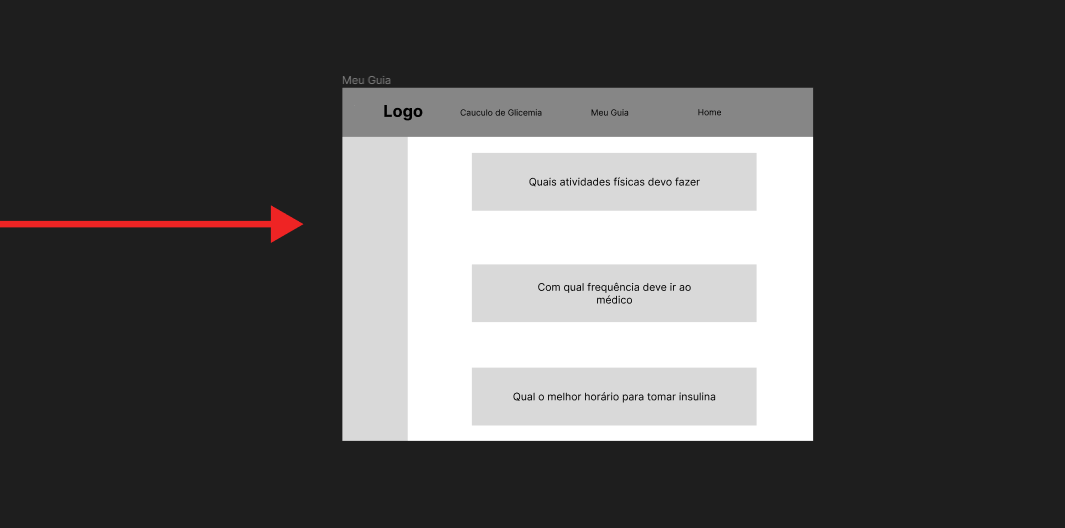 Meu Guia
Logo
Cauculo de Glicemia
Meu Guia
Home
Quais atividades físicas devo fazer
Com qual frequência deve ir ao
médico
Qual o melhor horário para tomar insulina